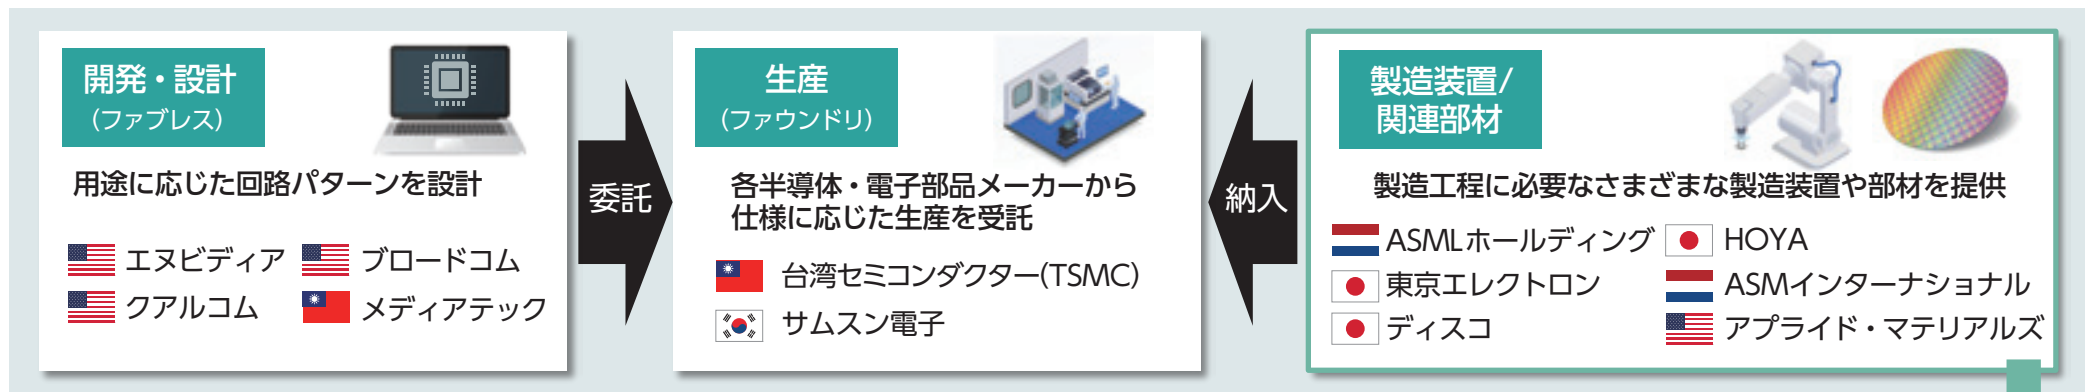 開発・設計
(ファブレス)
用途に応じた回路パターンを設計
エヌビディア
ブロードコム
クアルコム
メディアテック
委託
生産
(ファウンドリ)
各半導体・電子部品メーカーから
仕様に応じた生産を受託
台湾セミコンダクター(TSMC)
サムスン電子
納入
製造装置/
関連部材
製造工程に必要なさまざまな製造装置や部材を提供
ASMLホールディング
HOYA
東京エレクトロン
ASMインターナショナル
ディスコ
アプライド・マテリアルズ